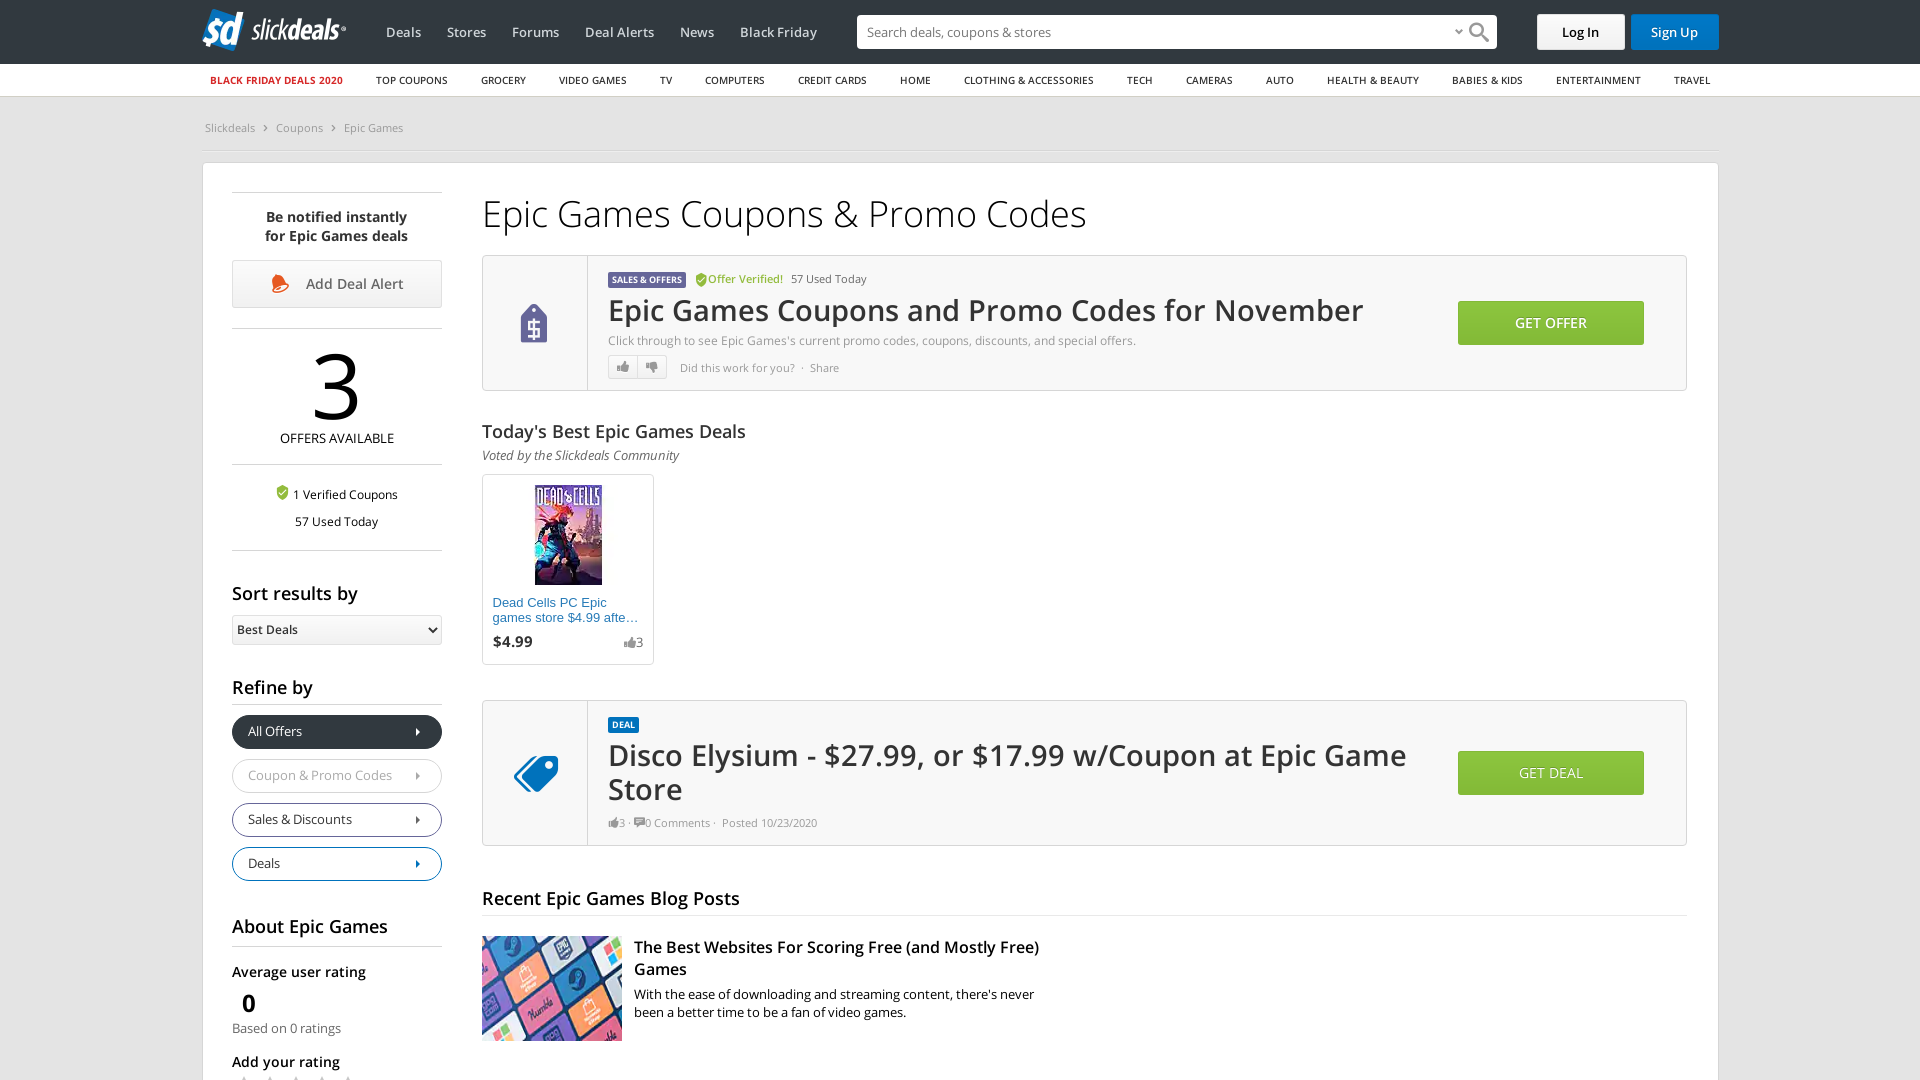 slickdeals
Deals
Stores
Forums
Deal Alerts
News
Black Friday
Search deals, coupons & stores
Log In
Sign Up
BLACK FRIDAY DEALS 2020
TOP COUPONS
GROCERY
VIDEO GAMES
TV
COMPUTERS
CREDIT CARDS
HOME
CLOTHING & ACCESSORIES
TECH
CAMERAS
AUTO
HEALTH & BEAUTY
BABIES & KIDS
ENTERTAINMENT
TRAVEL
Slickdeals
Coupons
Epic Games
Be notified instantly
for Epic Games deals
Add Deal Alert
3
OFFERS AVAILABLE
1 Verified Coupons
57 Used Today
Sort results by
Best Deals
Refine by
All Offers
Coupon & Promo Codes
Sales & Discounts
Deals
About Epic Games
Average user rating
0
Based on 0 ratings
Add your rating
Epic Games Coupons & Promo Codes
SALES & OFFERS
Offer Verified!
57 Used Today
Epic Games Coupons and Promo Codes for November
Click through to see Epic Games's current promo codes, coupons, discounts, and special offers.
Did this work for you? · Share
GET OFFER
Today's Best Epic Games Deals
Voted by the Slickdeals Community
DEAD CELLS
Dead Cells PC Epic
games store $4.99 afte…
$4.99
3
DEAL
Disco Elysium - $27.99, or $17.99 w/Coupon at Epic Game
Store
3 · 0 Comments · Posted 10/23/2020
GET DEAL
Recent Epic Games Blog Posts
The Best Websites For Scoring Free (and Mostly Free)
Games
With the ease of downloading and streaming content, there's never
been a better time to be a fan of video games.